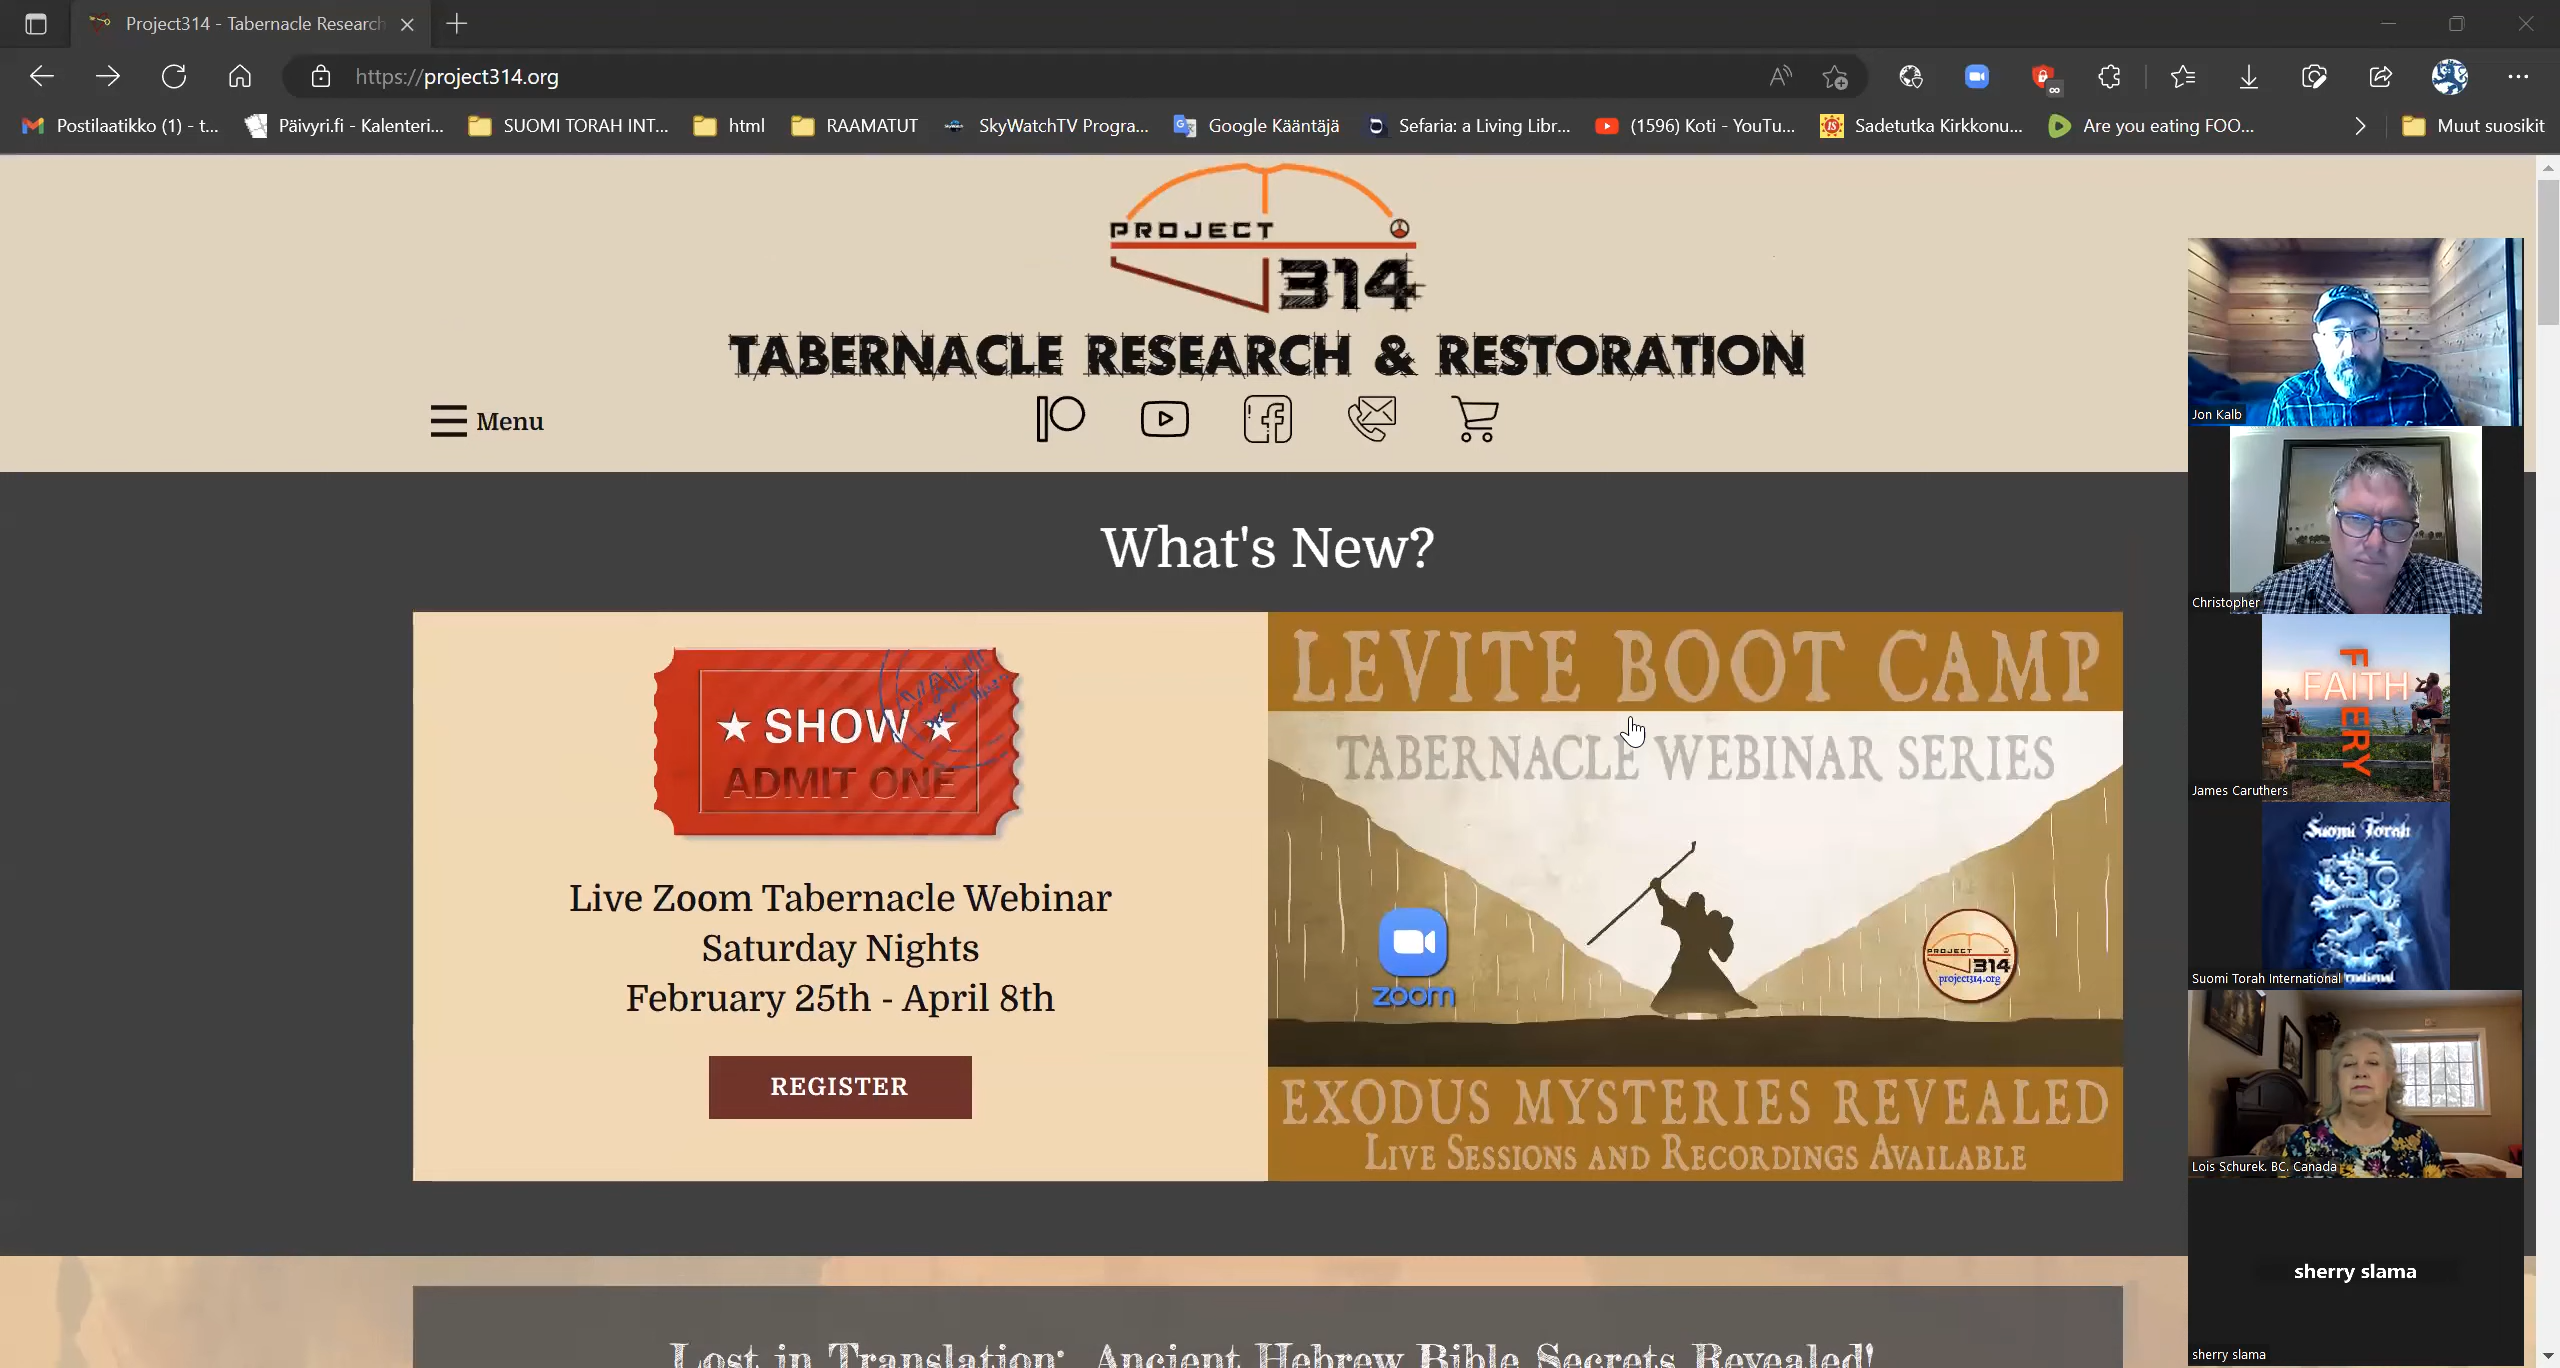 Project314 - Tabernacle Research
https://project314.org
Postilaatikko (1) - t...
Päivyri.fi - Kalenteri...
SUOMI TORAH INT...
html
RAAMATUT
SkyWatchTV Progra...
Google Kääntäjä
Sefaria: a Living Libr...
(1596) Koti - YouTu...
Sadetutka Kirkkonu...
Are you eating FOO...
Muut suosikit
PROJECT
314
TABERNACLE RESEARCH & RESTORATION
Menu
What's New?
SHOW
ADMIT ONE
Live Zoom Tabernacle Webinar
Saturday Nights
February 25th - April 8th
REGISTER
LEVITE BOOT CAMP
TABERNACLE WEBINAR SERIES
zoom
PROJECT
314
project314.org
EXODUS MYSTERIES REVEALED
LIVE SESSIONS AND RECORDINGS AVAILABLE
Lost in Translation: Ancient Hebrew Bible Secrets Revealed!
Jon Kalb
Christopher
FAITH
James Caruthers
Suomi Torah
Suomi Torah International
Lois Schurek. BC. Canada
sherry slama
sherry slama